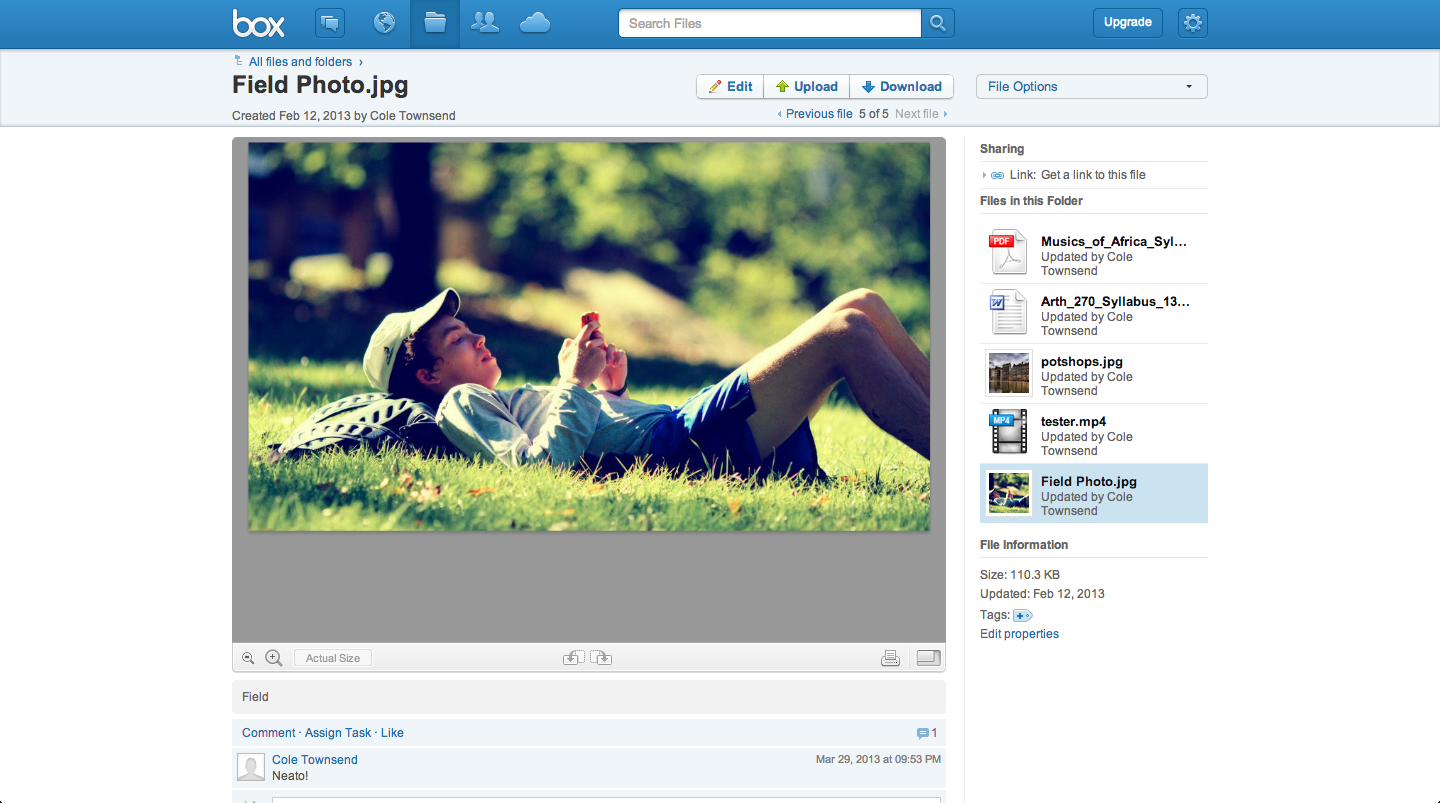 box
Search Files
Upgrade
All files and folders ›
Field Photo.jpg
Created Feb 12, 2013 by Cole Townsend
Edit
Upload
Download
File Options
Previous file 5 of 5 Next file
Sharing
Link: Get a link to this file
Files in this Folder
PDF
Musics_of_Africa_Syl...
Updated by Cole
Townsend
W
Arth_270_Syllabus_13...
Updated by Cole
Townsend
potshops.jpg
Updated by Cole
Townsend
MP4
tester.mp4
Updated by Cole
Townsend
Field Photo.jpg
Updated by Cole
Townsend
File Information
Size: 110.3 KB
Updated: Feb 12, 2013
Tags:
Edit properties
Actual Size
Field
Comment · Assign Task · Like
1
Cole Townsend
Mar 29, 2013 at 09:53 PM
Neato!